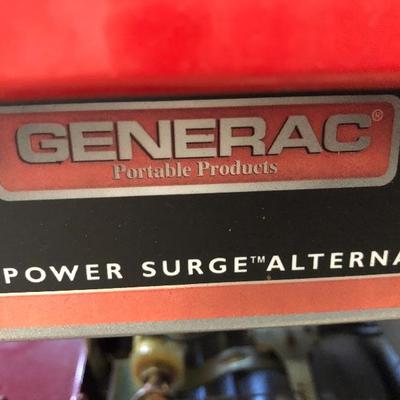 GENERAC®
Portable Products
POWER SURGE™ALTERNA